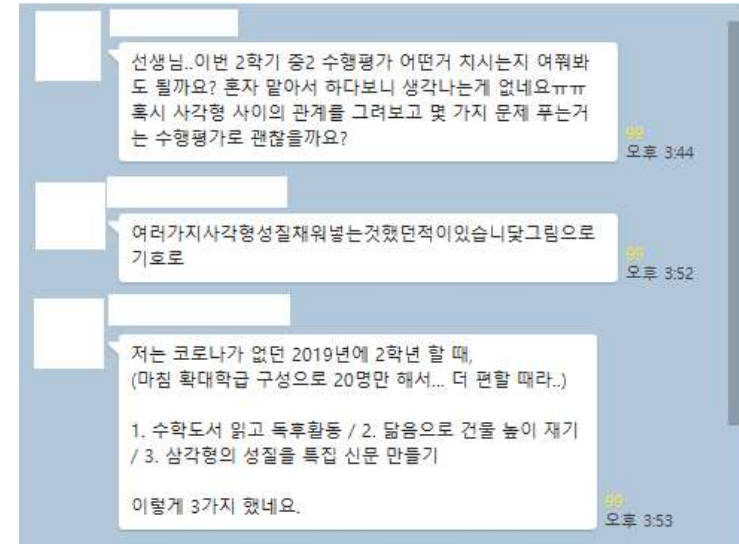 선생님..이번 2학기 중2 수행평가 어떤거 치시는지 여쭤봐
도 될까요? 혼자 맡아서 하다보니 생각나는게 없네요ㅠㅠ
혹시 사각형 사이의 관계를 그려보고 몇 가지 문제 푸는거
는 수행평가로 괜찮을까요?
99
오후 3:44
여러가지사각형성질채워넣는것했던적이있습니닻그림으로
기호로
99
오후 3:52
저는 코로나가 없던 2019년에 2학년 할 때,
(마침 확대학급 구성으로 20명만 해서... 더 편할 때라..)
1. 수학도서 읽고 독후활동 / 2. 닮음으로 건물 높이 재기
/ 3. 삼각형의 성질을 특집 신문 만들기
이렇게 3가지 했네요.
99
오후 3:53